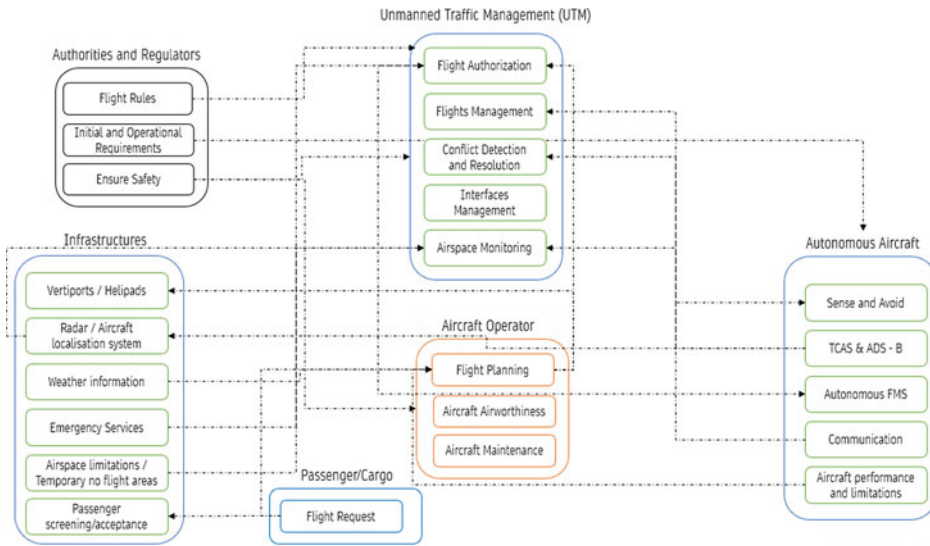 Unmanned Traffic Management (UTM)
Authorities and Regulators
Flight Rules
Initial and Operational
Requirements
Ensure Safety
Flight Authorization
Flights Management
Conflict Detection
and Resolution
Interfaces
Management
Airspace Monitoring
Infrastructures
Vertiports / Helipads
Radar / Aircraft
localisation system
Weather information
Emergency Services
Airspace limitations /
Temporary no flight areas
Passenger
screening/acceptance
Aircraft Operator
Flight Planning
Aircraft Airworthiness
Aircraft Maintenance
Passenger/Cargo
Flight Request
Autonomous Aircraft
Sense and Avoid
TCAS & ADS - B
Autonomous FMS
Communication
Aircraft performance
and limitations